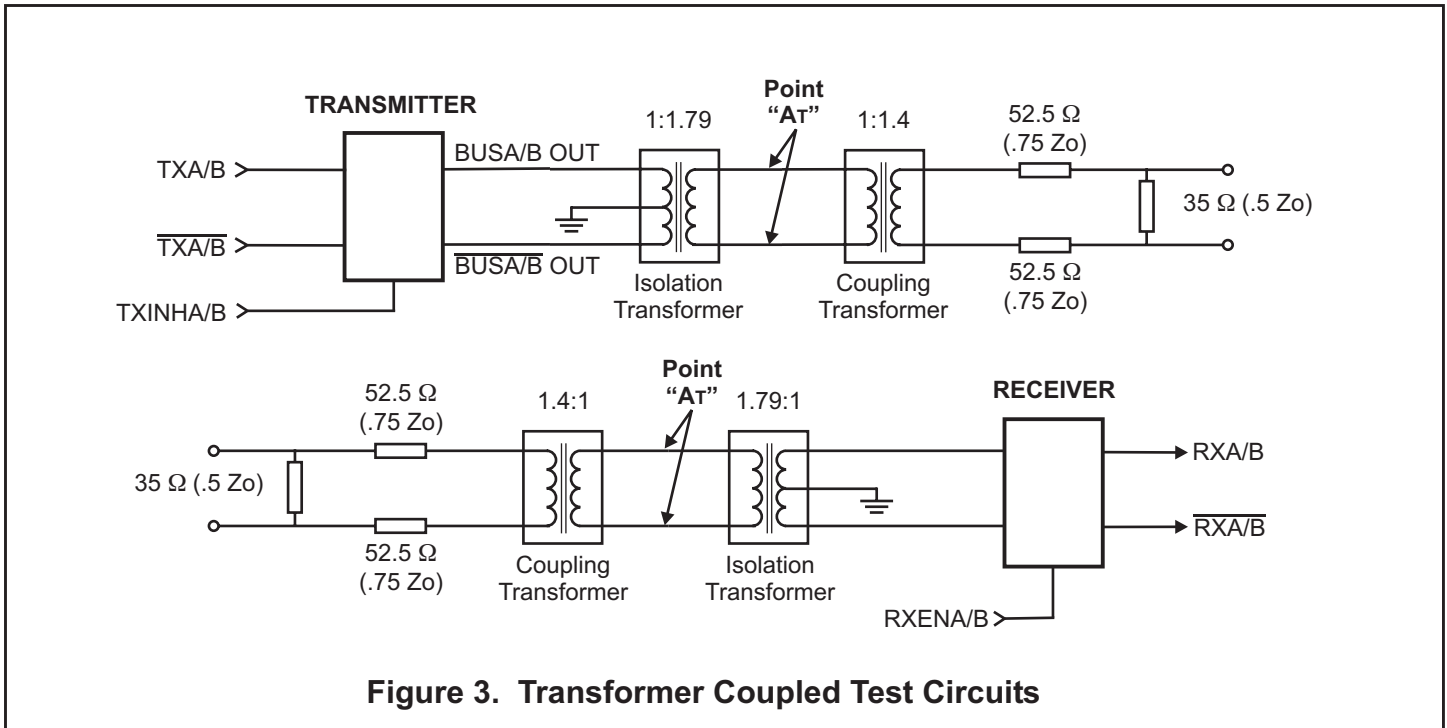 TRANSMITTER
TXA/B
T̅X̅A̅/̅B̅
TXINHA/B
BUSA/B OUT
B̅U̅S̅A̅/̅B̅ OUT
1:1.79
Isolation
Transformer
Point
“AT”
1:1.4
Coupling
Transformer
52.5 Ω
(.75 Zo)
35 Ω (.5 Zo)
52.5 Ω
(.75 Zo)
35 Ω (.5 Zo)
52.5 Ω
(.75 Zo)
52.5 Ω
(.75 Zo)
1.4:1
Coupling
Transformer
Point
“AT”
1.79:1
Isolation
Transformer
RECEIVER
RXA/B
R̅X̅A̅/̅B̅
RXENA/B
Figure 3. Transformer Coupled Test Circuits